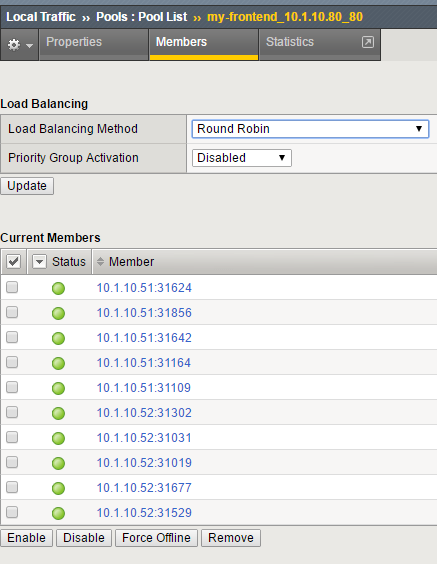 Local Traffic ›› Pools : Pool List ›› my-frontend_10.1.10.80_80
Properties Members Statistics
Load Balancing
Load Balancing Method Round Robin
Priority Group Activation Disabled
Update
Current Members
Status Member
10.1.10.51:31624
10.1.10.51:31856
10.1.10.51:31642
10.1.10.51:31164
10.1.10.51:31109
10.1.10.52:31302
10.1.10.52:31031
10.1.10.52:31019
10.1.10.52:31677
10.1.10.52:31529
Enable Disable Force Offline Remove